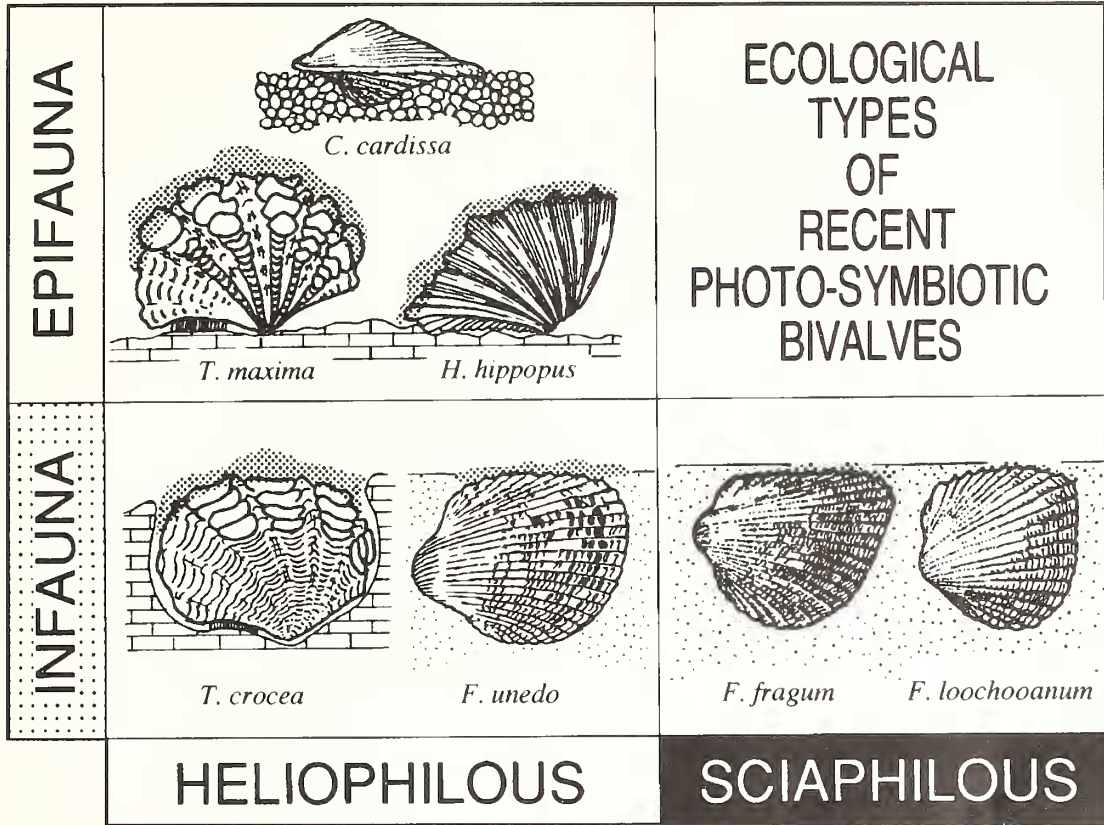 EPIFAUNA
C. cardissa
T. maxima
H. hippopus
ECOLOGICAL
TYPES
OF
RECENT
PHOTO-SYMBIOTIC
BIVALVES
INFAUNA
T. crocea
F. unedo
F. fragum
F. loochooanum
HELIOPHILOUS
SCIAPHILOUS